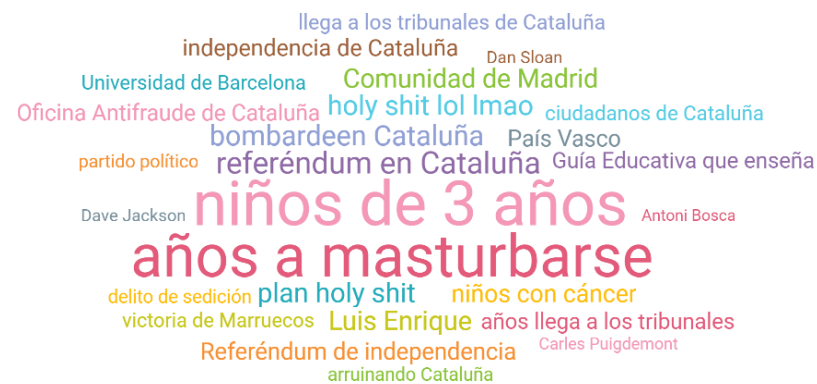 llega a los tribunales de Cataluña
independencia de Cataluña
Dan Sloan
Universidad de Barcelona
Comunidad de Madrid
Oficina Antifraude de Cataluña
holy shit lol lmao
ciudadanos de Cataluña
bombardeen Cataluña
País Vasco
partido político
referéndum en Cataluña
Guía Educativa que enseña
Dave Jackson
niños de 3 años
Antoni Bosca
años a masturbarse
delito de sedición
plan holy shit
niños con cáncer
victoria de Marruecos
Luis Enrique
años llega a los tribunales
Referéndum de independencia
Carles Puigdemont
arruinando Cataluña